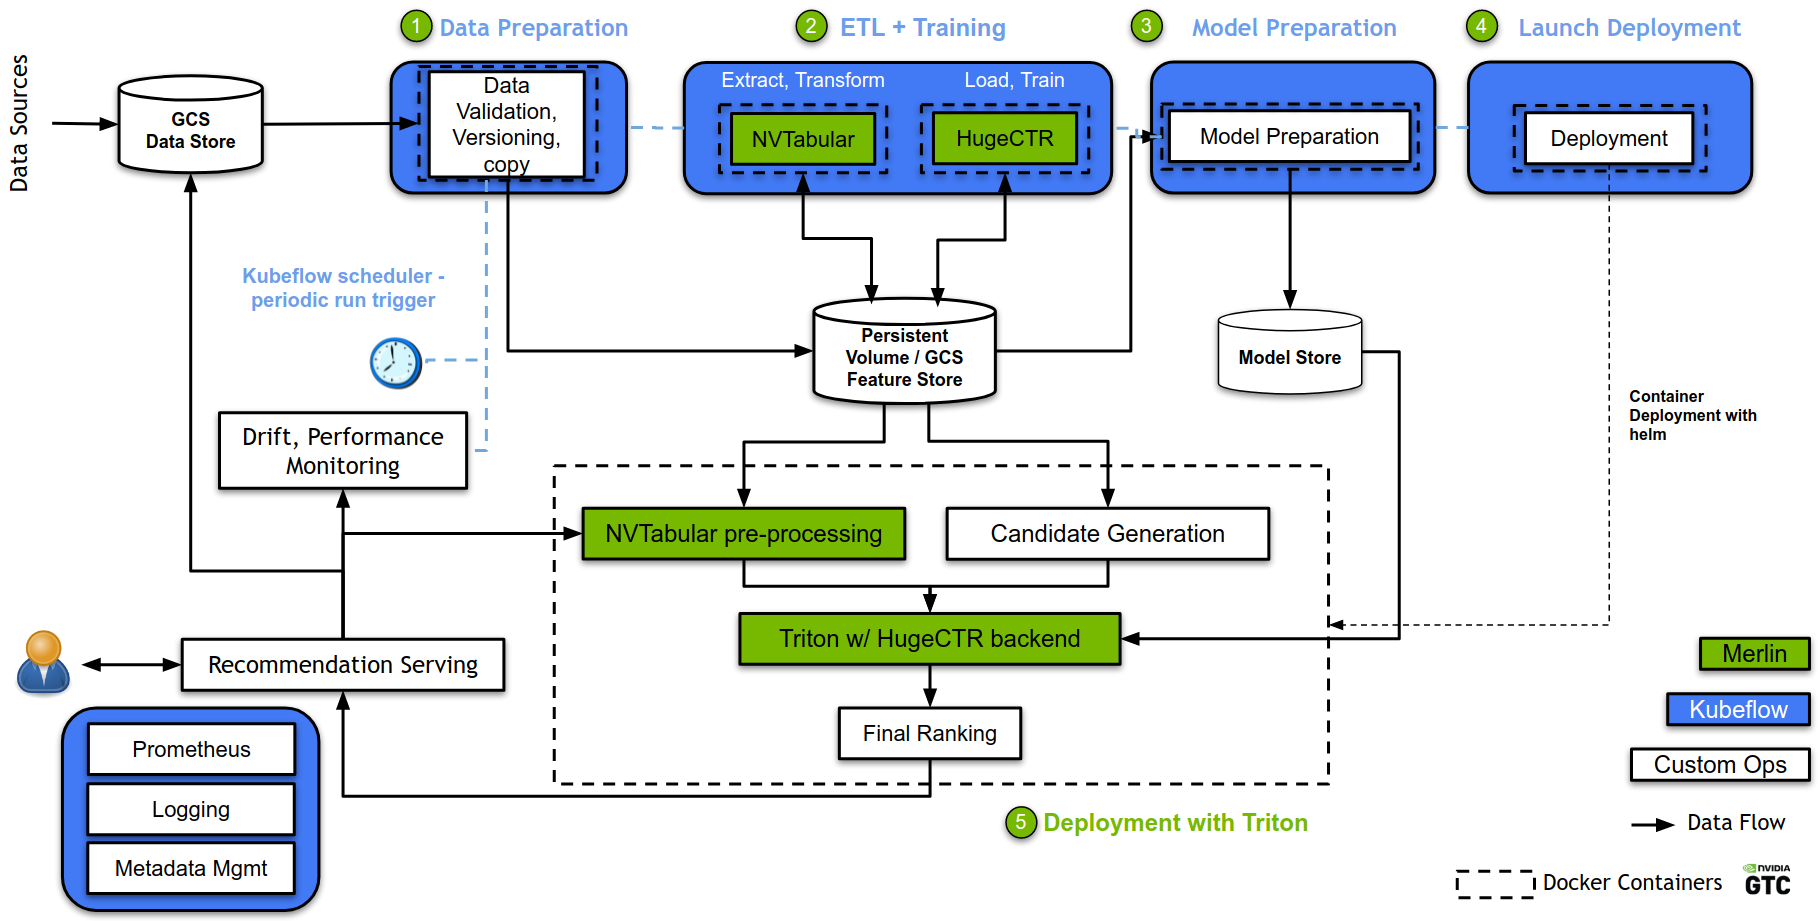 1 Data Preparation
2 ETL + Training
3 Model Preparation
4 Launch Deployment
Data Sources
GCS
Data Store
Data
Validation,
Versioning,
copy
Extract, Transform
Load, Train
NVTabular
HugeCTR
Model Preparation
Deployment
Kubeflow scheduler -
periodic run trigger
Persistent
Volume / GCS
Feature Store
Model Store
Container
Deployment with
helm
Drift, Performance
Monitoring
NVTabular pre-processing
Candidate Generation
Triton w/ HugeCTR backend
Recommendation Serving
Final Ranking
Prometheus
Logging
Metadata Mgmt
5 Deployment with Triton
Merlin
Kubeflow
Custom Ops
Data Flow
Docker Containers
NVIDIA
GTC